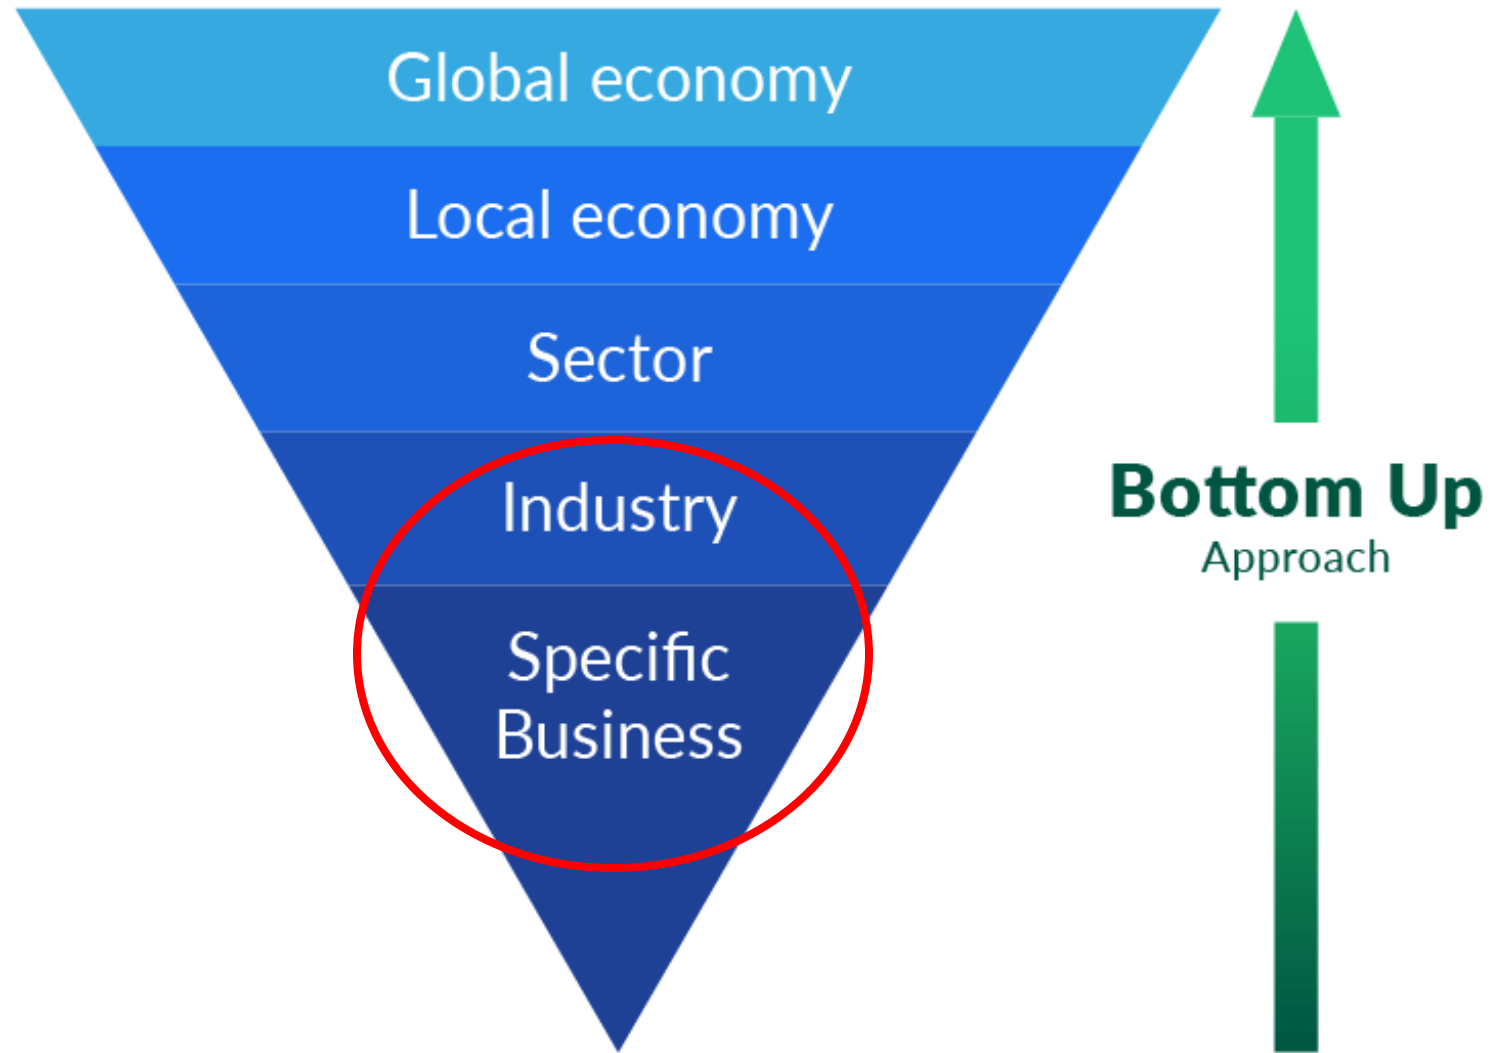 Global economy
Local economy
Sector
Industry
Specific
Business
Bottom Up
Approach